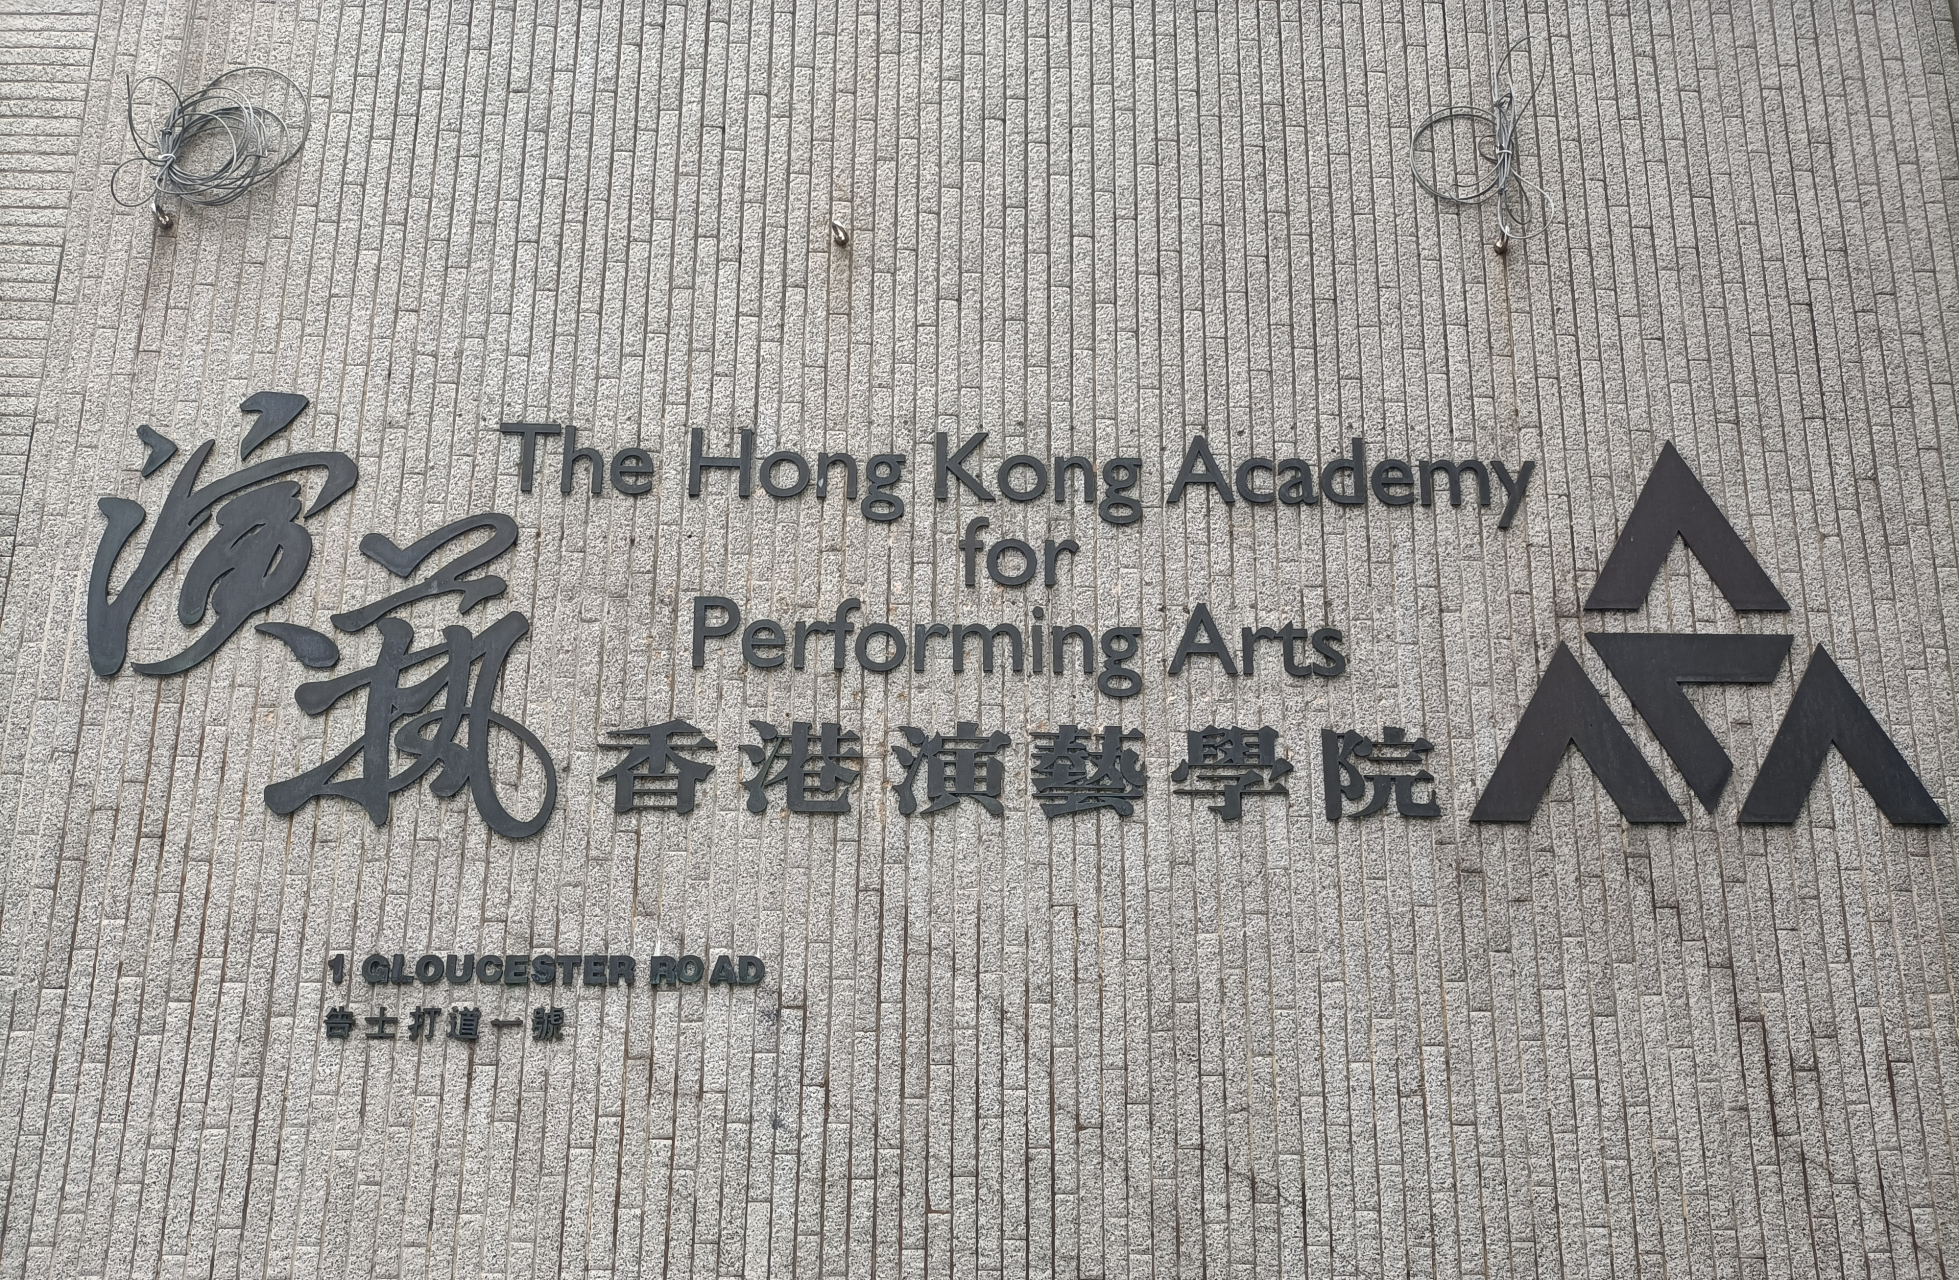 演藝
The Hong Kong Academy
for
Performing Arts
香港演藝學院
1 GLOUCESTER ROAD
告士打道一號